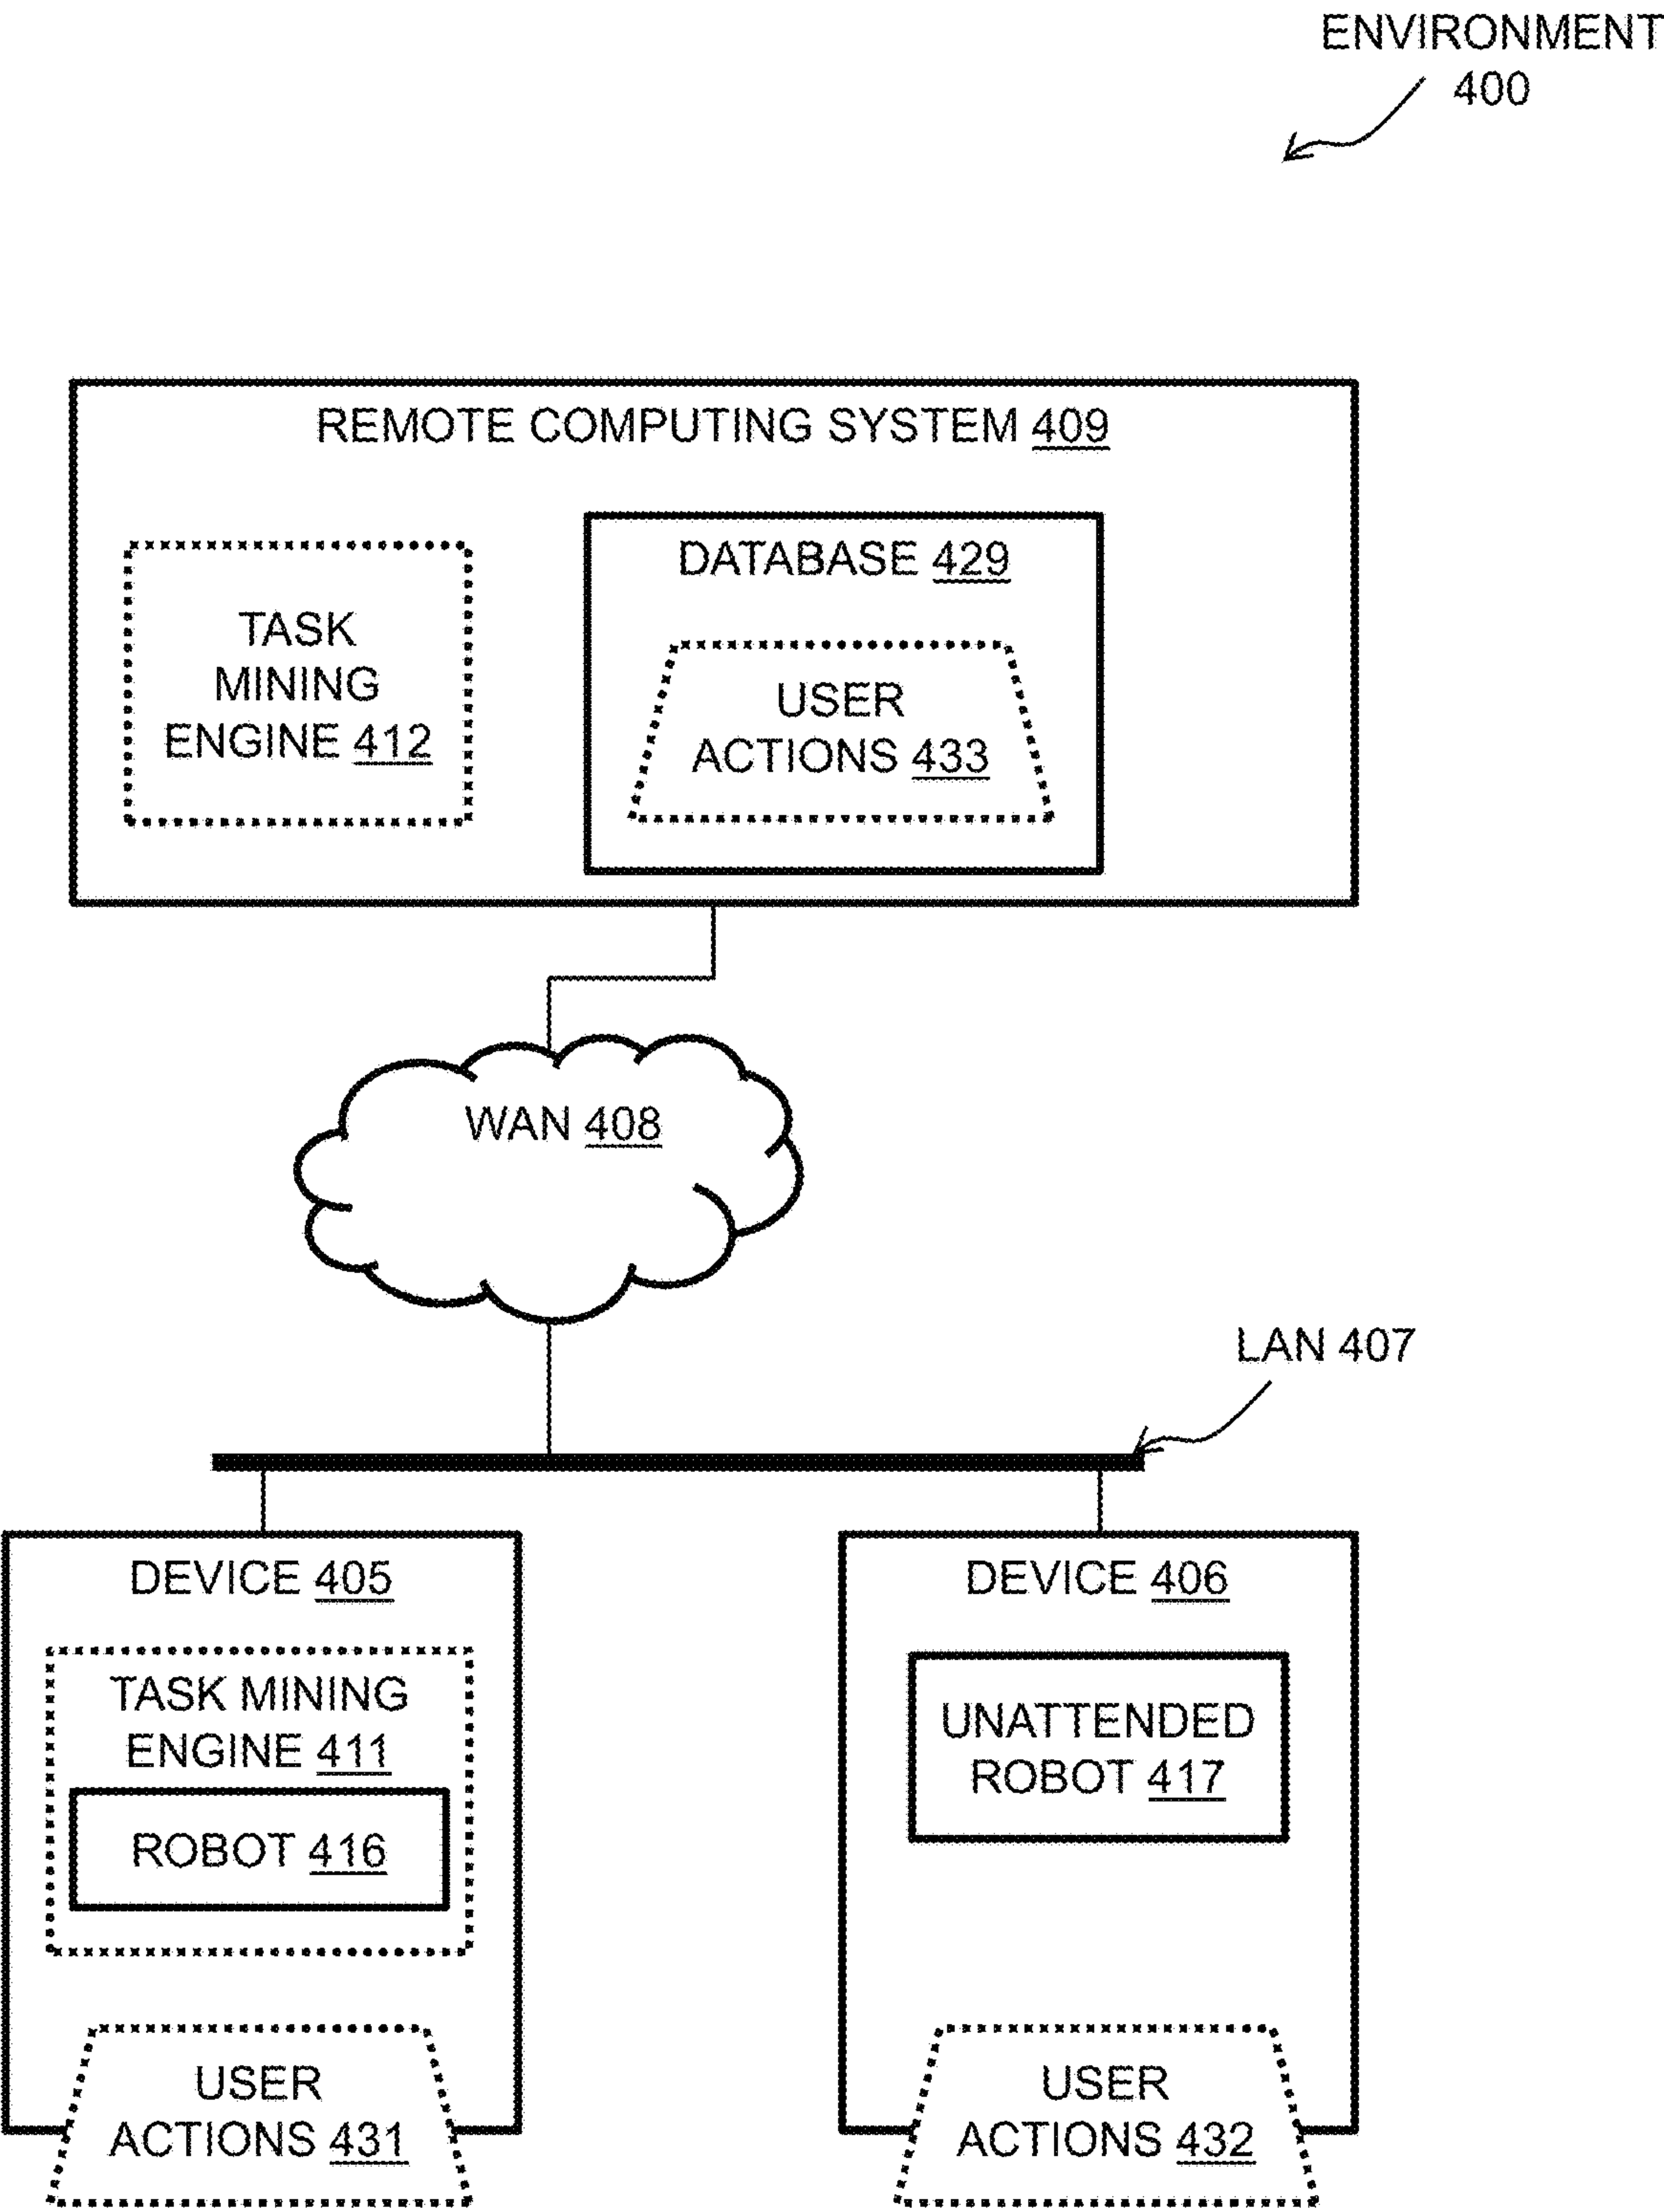 ENVIRONMENT
400
REMOTE COMPUTING SYSTEM 409
TASK
MINING
ENGINE 412
DATABASE 429
USER
ACTIONS 433
WAN 408
LAN 407
DEVICE 405
TASK MINING
ENGINE 411
ROBOT 416
USER
ACTIONS 431
DEVICE 406
UNATTENDED
ROBOT 417
USER
ACTIONS 432